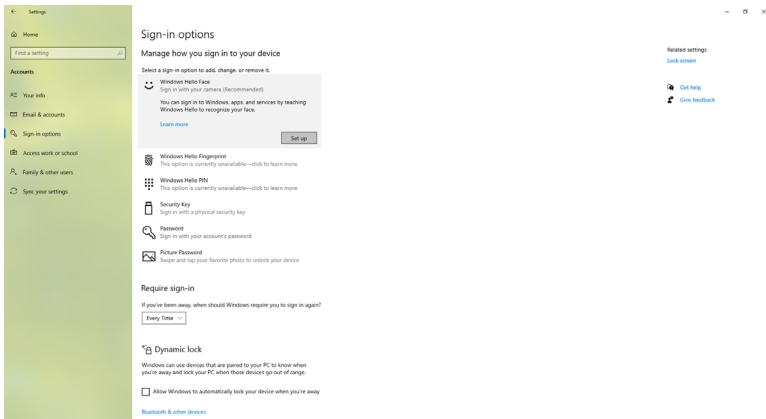 Settings
Home
Find a setting
Accounts
Your info
Email & accounts
Sign-in options
Access work or school
Family & other users
Sync your settings
Sign-in options
Manage how you sign in to your device
Select a sign-in option to add, change, or remove it.
Windows Hello Face
Sign in with your camera (Recommended)
You can sign in to Windows, apps, and services by teaching
Windows Hello to recognize your face.
Learn more
Set up
Windows Hello Fingerprint
This option is currently unavailable—click to learn more
Windows Hello PIN
This option is currently unavailable—click to learn more
Security Key
Sign in with a physical security key
Password
Sign in with your account's password
Picture Password
Swipe and tap your favorite photo to unlock your device
Require sign-in
If you've been away, when should Windows require you to sign in again?
Every Time
Dynamic lock
Windows can use devices that are paired to your PC to know when
you're away and lock your PC when those devices go out of range.
Allow Windows to automatically lock your device when you're away
Bluetooth & other devices
Related settings
Lock screen
Get help
Give feedback